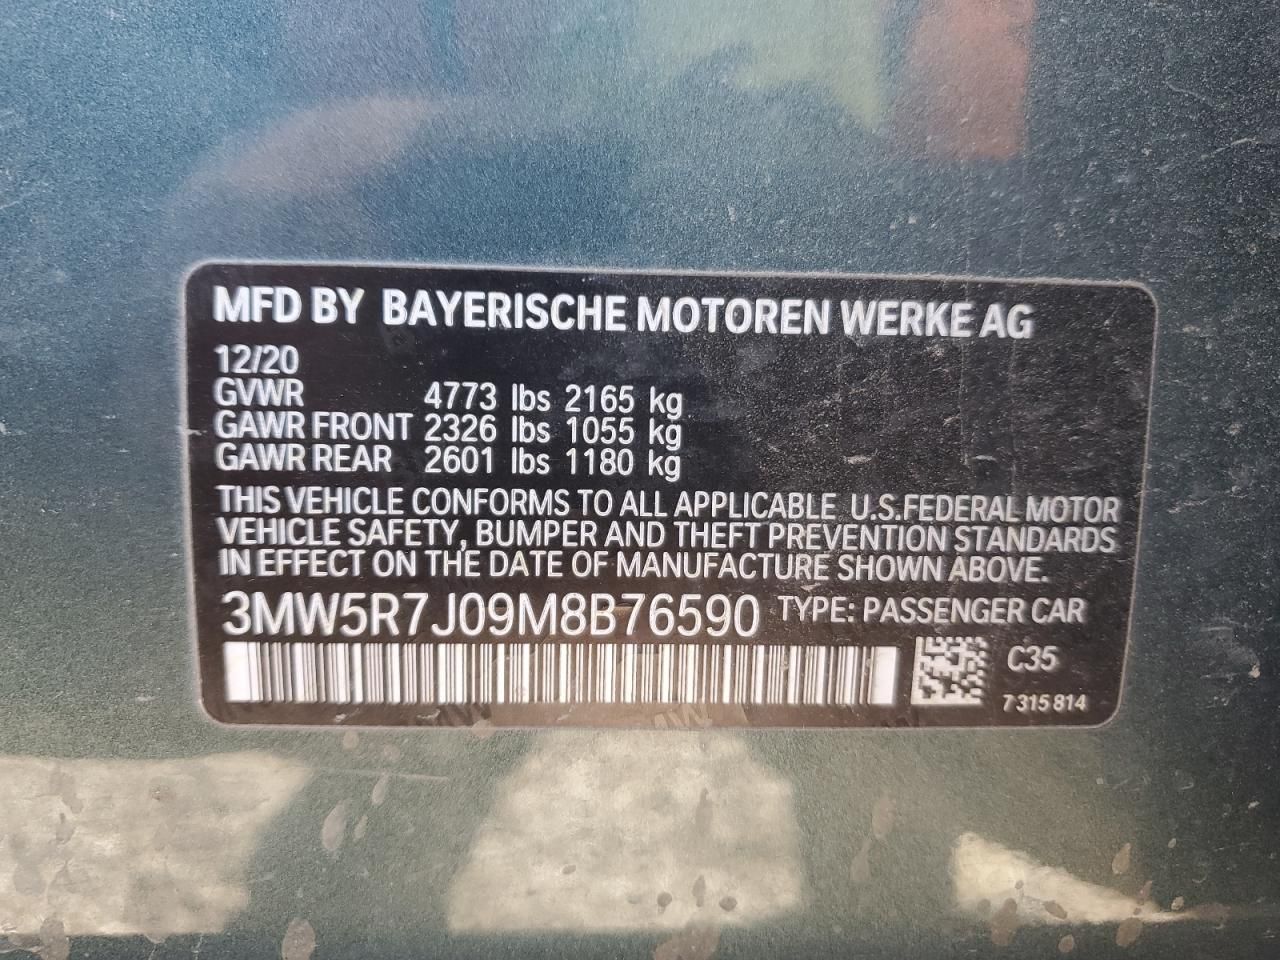 MFD BY BAYERISCHE MOTOREN WERKE AG
12/20
GVWR 4773 lbs 2165 kg
GAWR FRONT 2326 lbs 1055 kg
GAWR REAR 2601 lbs 1180 kg
THIS VEHICLE CONFORMS TO ALL APPLICABLE U.S.FEDERAL MOTOR
VEHICLE SAFETY, BUMPER AND THEFT PREVENTION STANDARDS
IN EFFECT ON THE DATE OF MANUFACTURE SHOWN ABOVE.
3MW5R7J09M8B76590 TYPE: PASSENGER CAR
C35
7 315 814